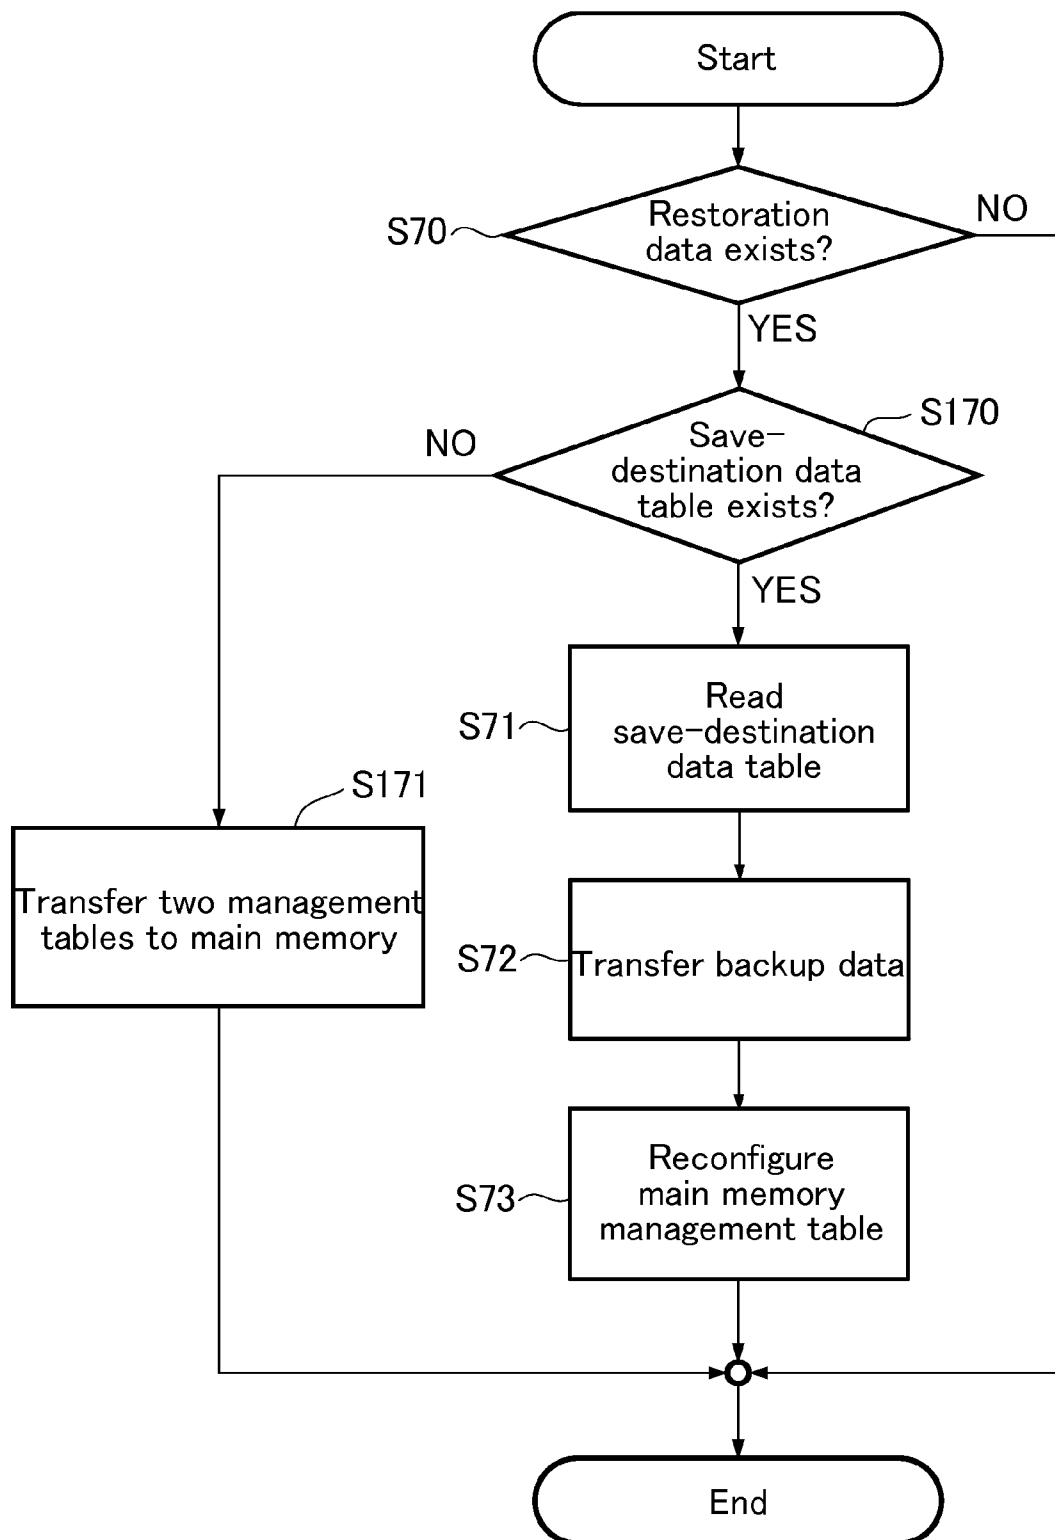 Start
Restoration
data exists?
S70
NO
YES
Save-
destination data
table exists?
S170
NO
YES
Read
save-destination
data table
S71
S171
Transfer two management
tables to main memory
Transfer backup data
S72
Reconfigure
main memory
management table
S73
End